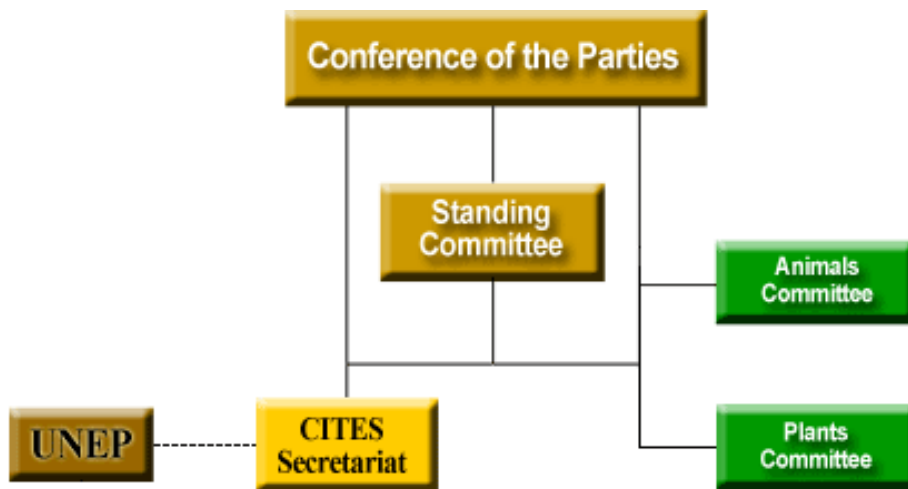 Conference of the Parties
Standing
Committee
Animals
Committee
UNEP
CITES
Secretariat
Plants
Committee